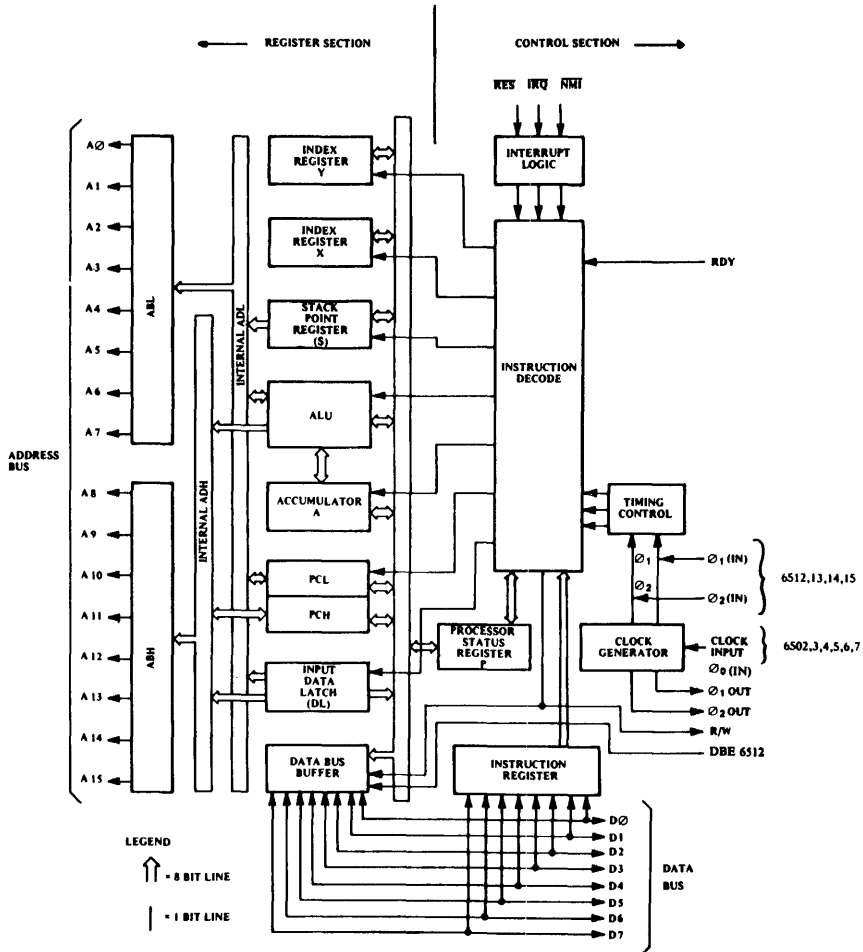 REGISTER SECTION
CONTROL SECTION
RES IRQ NMI
INTERRUPT
LOGIC
RDY
INSTRUCTION
DECODE
TIMING
CONTROL
Ø1
Ø2
Ø1 (IN)
Ø2 (IN)
6512,13,14,15
CLOCK
GENERATOR
CLOCK
INPUT
Ø0 (IN)
6502,3,4,5,6,7
Ø1 OUT
Ø2 OUT
R/W
DBE 6512
PROCESSOR
STATUS
REGISTER
P
INSTRUCTION
REGISTER
INDEX
REGISTER
Y
INDEX
REGISTER
X
STACK
POINT
REGISTER
(S)
ALU
ACCUMULATOR
A
PCL
PCH
INPUT
DATA
LATCH
(DL)
DATA BUS
BUFFER
INTERNAL ADL
INTERNAL ADH
ABL
ABH
ADDRESS
BUS
AØ
A1
A2
A3
A4
A5
A6
A7
A8
A9
A10
A11
A12
A13
A14
A15
DØ
D1
D2
D3
D4
D5
D6
D7
DATA
BUS
LEGEND
= 8 BIT LINE
= 1 BIT LINE